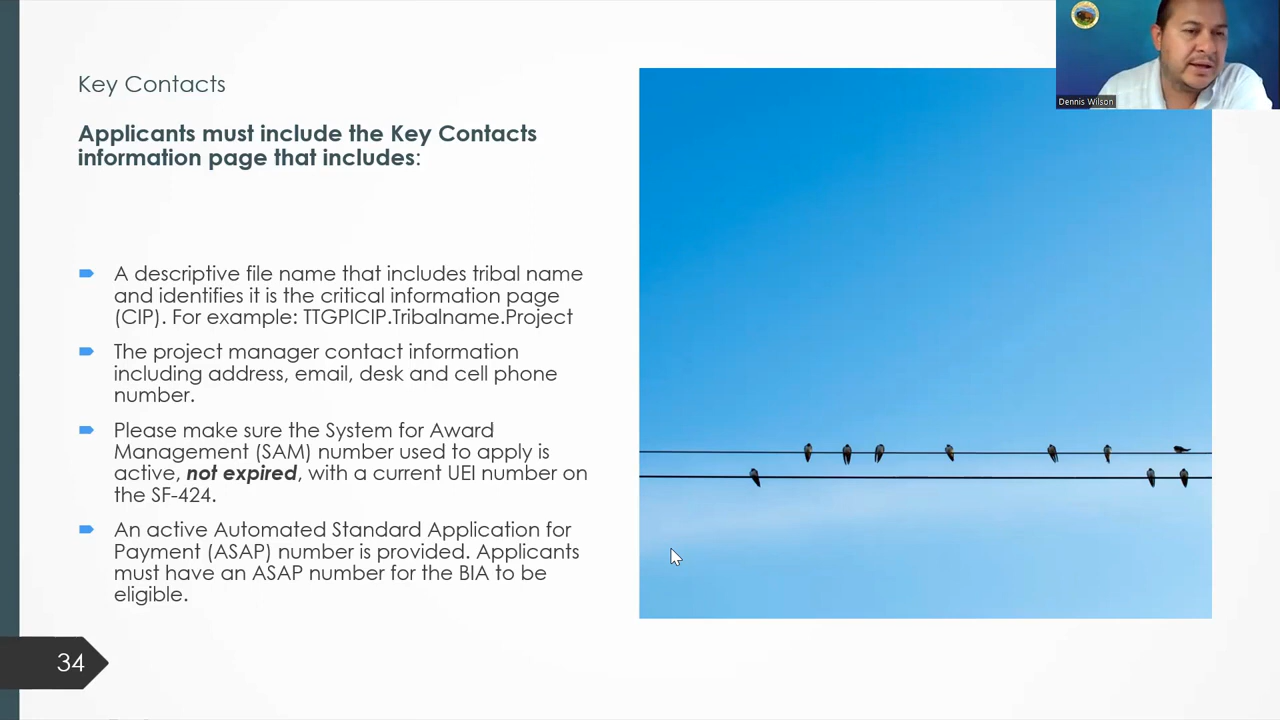 Key Contacts
Applicants must include the Key Contacts
information page that includes:
A descriptive file name that includes tribal name
and identifies it is the critical information page
(CIP). For example: TTGPICIP.Tribalname.Project
The project manager contact information
including address, email, desk and cell phone
number.
Please make sure the System for Award
Management (SAM) number used to apply is
active, not expired, with a current UEI number on
the SF-424.
An active Automated Standard Application for
Payment (ASAP) number is provided. Applicants
must have an ASAP number for the BIA to be
eligible.
34
Dennis Wilson